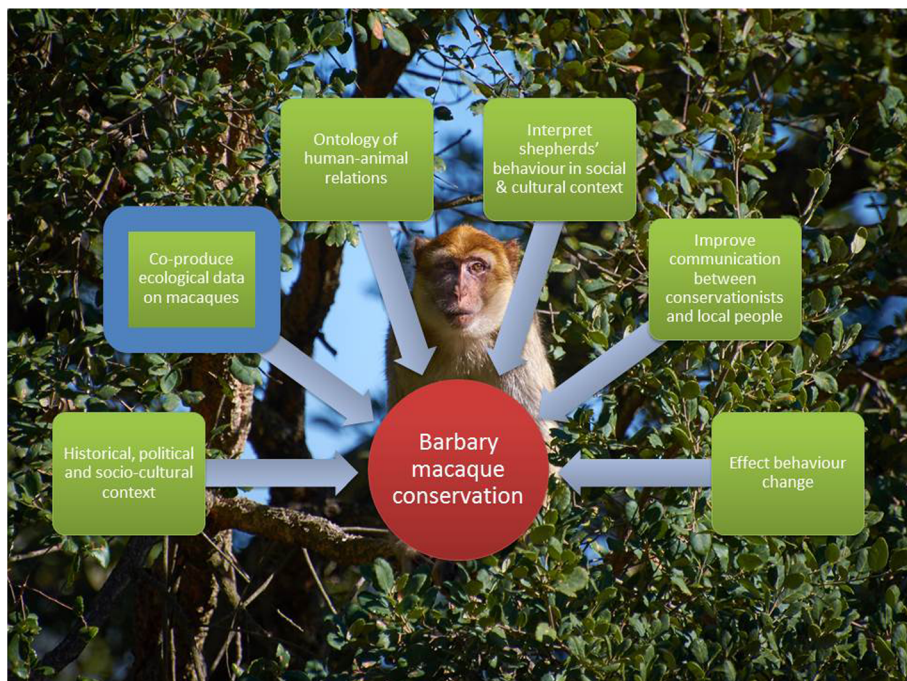 Ontology of
human-animal
relations
Interpret
shepherds'
behaviour in social
& cultural context
Co-produce
ecological data
on macaques
Improve
communication
between
conservationists
and local people
Historical, political
and socio-cultural
context
Barbary
macaque
conservation
Effect behaviour
change